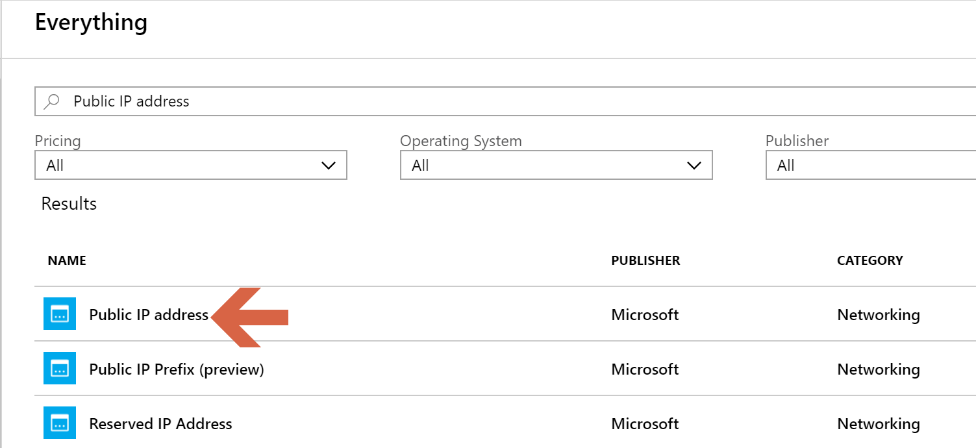 Everything
Public IP address
Pricing Operating System Publisher
All All All
Results
NAME PUBLISHER CATEGORY
Public IP address Microsoft Networking
Public IP Prefix (preview) Microsoft Networking
Reserved IP Address Microsoft Networking